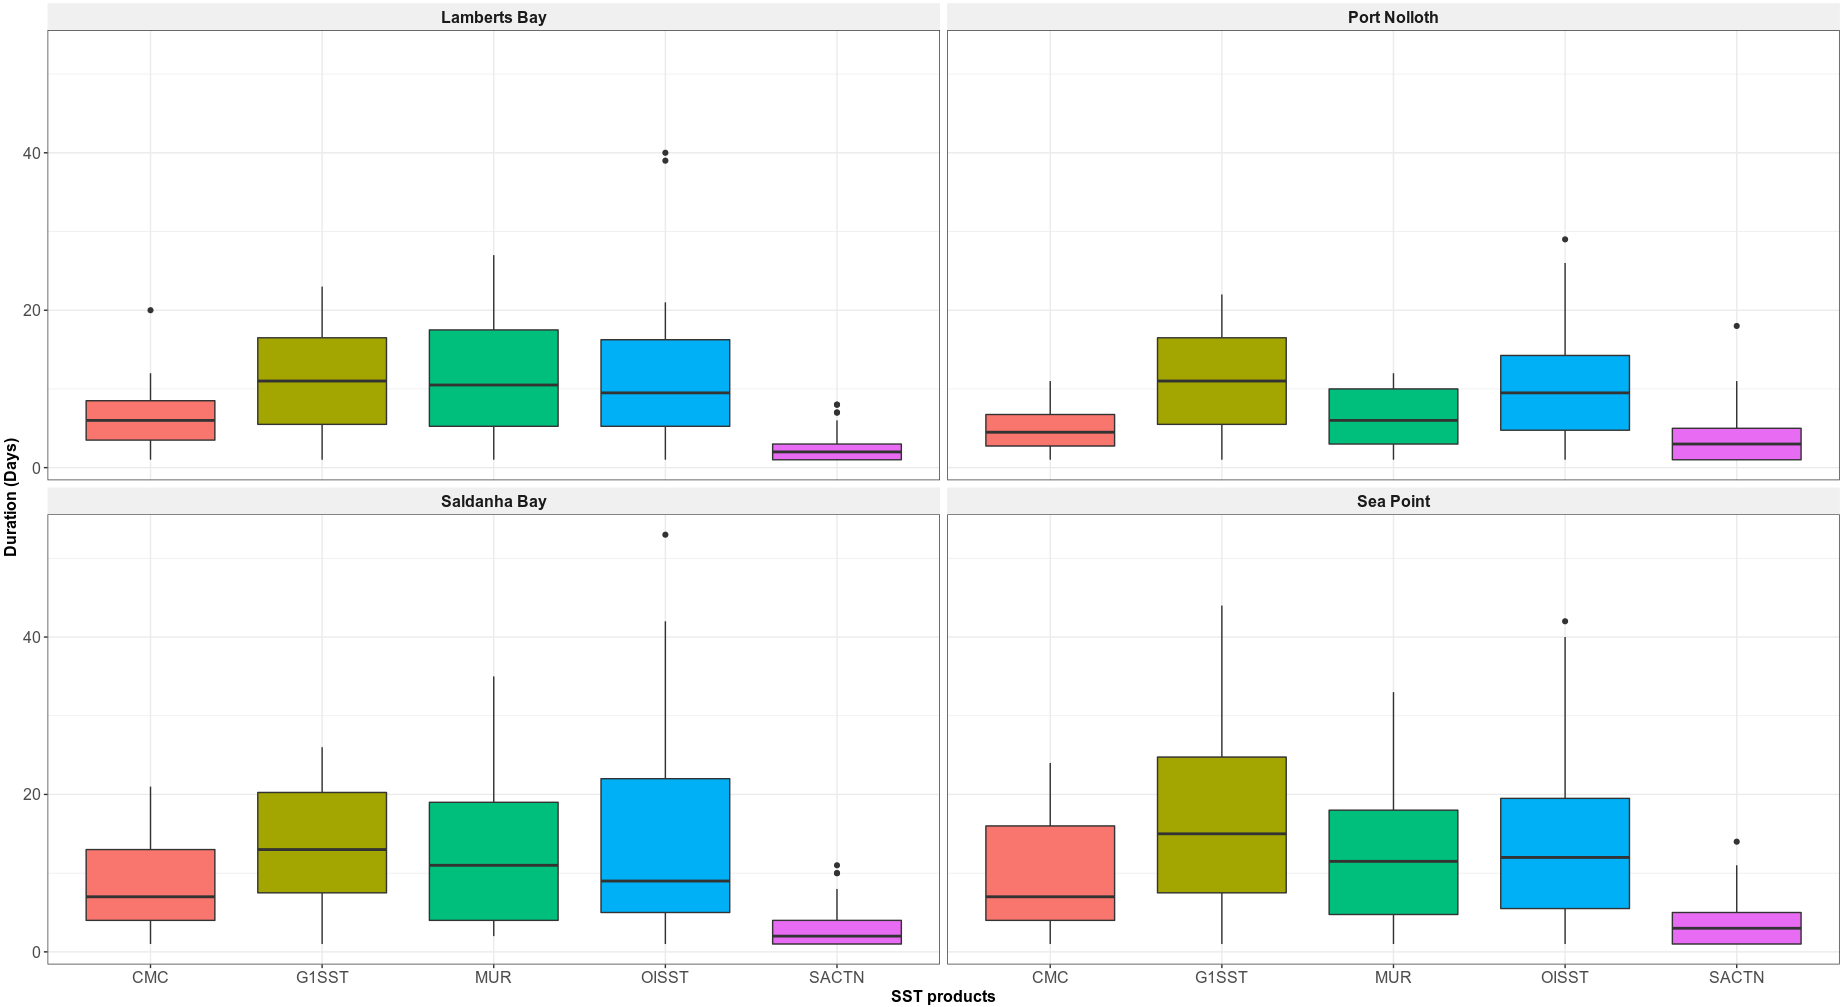 Lamberts Bay
Port Nolloth
40
20
0
Saldanha Bay
Sea Point
40
20
0
Duration (Days)
CMC G1SST MUR OISST SACTN
CMC G1SST MUR OISST SACTN
SST products